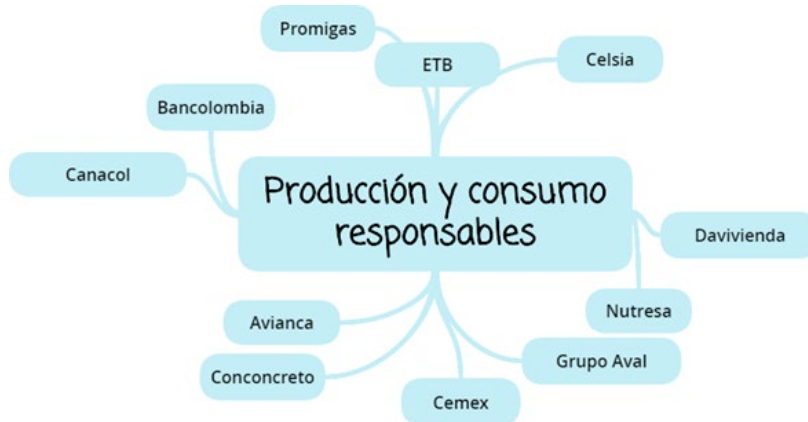 Promigas
ETB
Celsia
Bancolombia
Canacol
Producción y consumo
responsables
Davivienda
Nutresa
Avianca
Grupo Aval
Conconcreto
Cemex